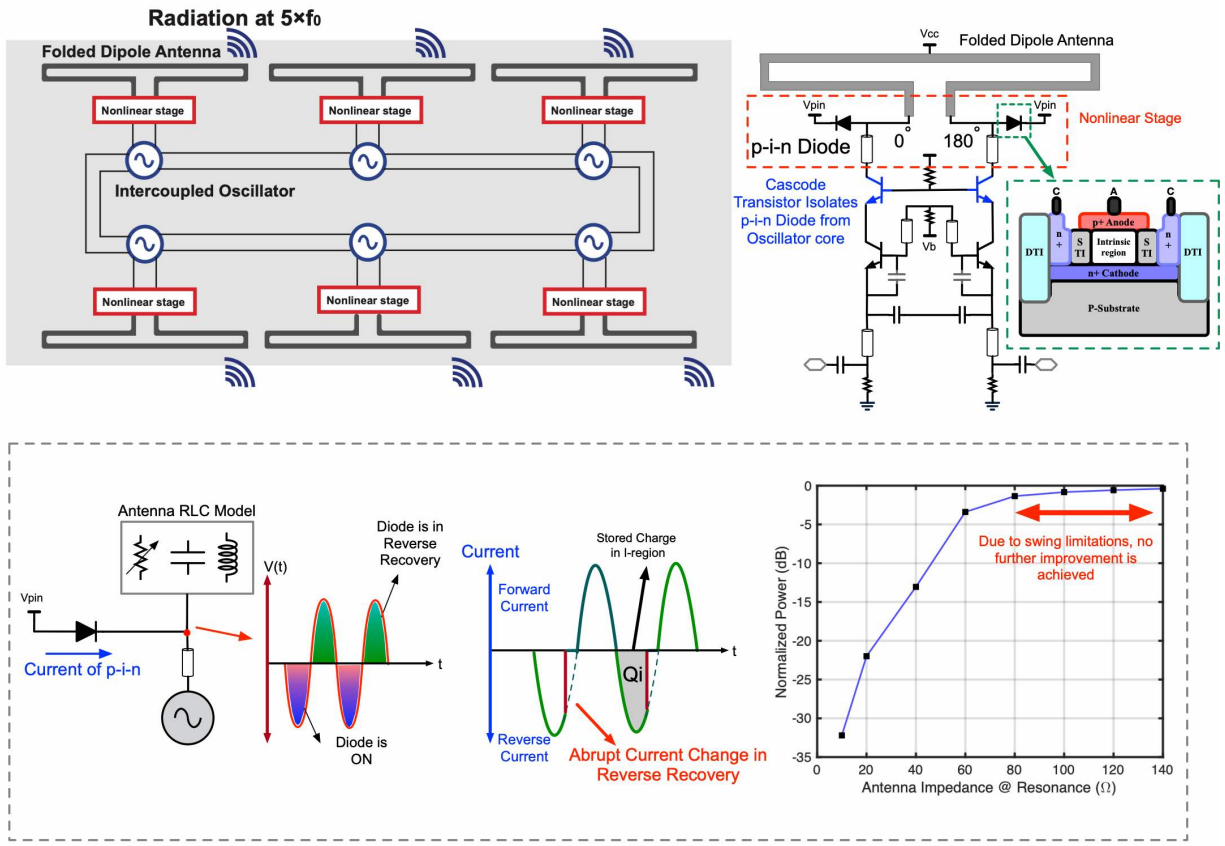 Radiation at 5×f₀
Folded Dipole Antenna
Nonlinear stage
Nonlinear stage
Nonlinear stage
Intercoupled Oscillator
Nonlinear stage
Nonlinear stage
Nonlinear stage
Vcc
Folded Dipole Antenna
Vpin
Vpin
Nonlinear Stage
p-i-n Diode
0°
180°
Cascode
Transistor Isolates
p-i-n Diode from
Oscillator core
Vb
C
A
C
p+ Anode
n
+
S
TI
Intrinsic
region
S
TI
n
+
DTI
DTI
n+ Cathode
P-Substrate
Antenna RLC Model
Vpin
Current of p-i-n
V(t)
Diode is in
Reverse
Recovery
t
Diode is
ON
Current
Forward
Current
Stored Charge
in I-region
t
Qi
Reverse
Current
Abrupt Current Change in
Reverse Recovery
Normalized Power (dB)
0
-5
-10
-15
-20
-25
-30
-35
Due to swing limitations, no
further improvement is
achieved
0
20
40
60
80
100
120
140
Antenna Impedance @ Resonance (Ω)